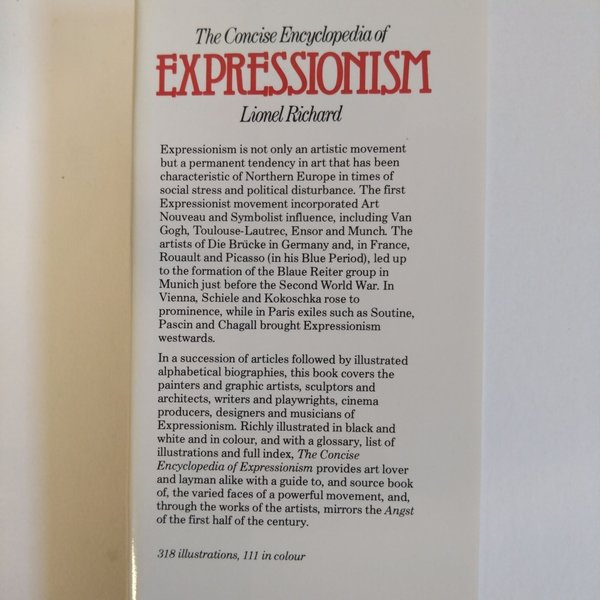 The Concise Encyclopedia of
EXPRESSIONISM
Lionel Richard
Expressionism is not only an artistic movement
but a permanent tendency in art that has been
characteristic of Northern Europe in times of
social stress and political disturbance. The first
Expressionist movement incorporated Art
Nouveau and Symbolist influence, including Van
Gogh, Toulouse-Lautrec, Ensor and Munch. The
artists of Die Brücke in Germany and, in France,
Rouault and Picasso (in his Blue Period), led up
to the formation of the Blaue Reiter group in
Munich just before the Second World War. In
Vienna, Schiele and Kokoschka rose to
prominence, while in Paris exiles such as Soutine,
Pascin and Chagall brought Expressionism
westwards.
In a succession of articles followed by illustrated
alphabetical biographies, this book covers the
painters and graphic artists, sculptors and
architects, writers and playwrights, cinema
producers, designers and musicians of
Expressionism. Richly illustrated in black and
white and in colour, and with a glossary, list of
illustrations and full index, The Concise
Encyclopedia of Expressionism provides art lover
and layman alike with a guide to, and source book
of, the varied faces of a powerful movement, and,
through the works of the artists, mirrors the Angst
of the first half of the century.
318 illustrations, 111 in colour